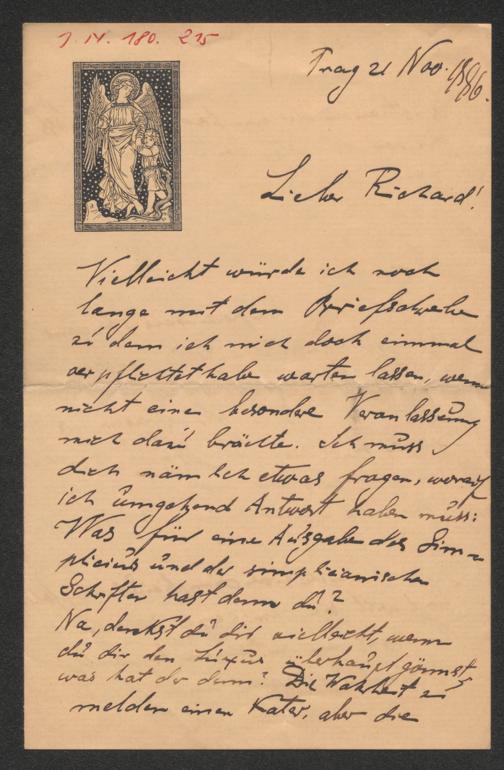 J. N. 180. 215
Prag 21 Nov. 1886.
Lieber Richard!
Vielleicht würde ich noch
lange mit dem Briefschreiben
zu dem ich mich doch einmal
verpflichtet habe warten lassen, wenn
nicht eine besondere Veranlassung
mich dazu brächte. Ich muss
dich nämlich etwas fragen, worauf
ich umgehend Antwort haben muss:
Was für eine Ausgabe des Sim=
plicius und der simplicianischen
Schriften hast denn du?
Na, denkst du dir vielleicht, wenn
du dir den Luxus überhaupt gönnst,
was hat der denn? Die Wahrheit zu
melden einen Kater, aber die